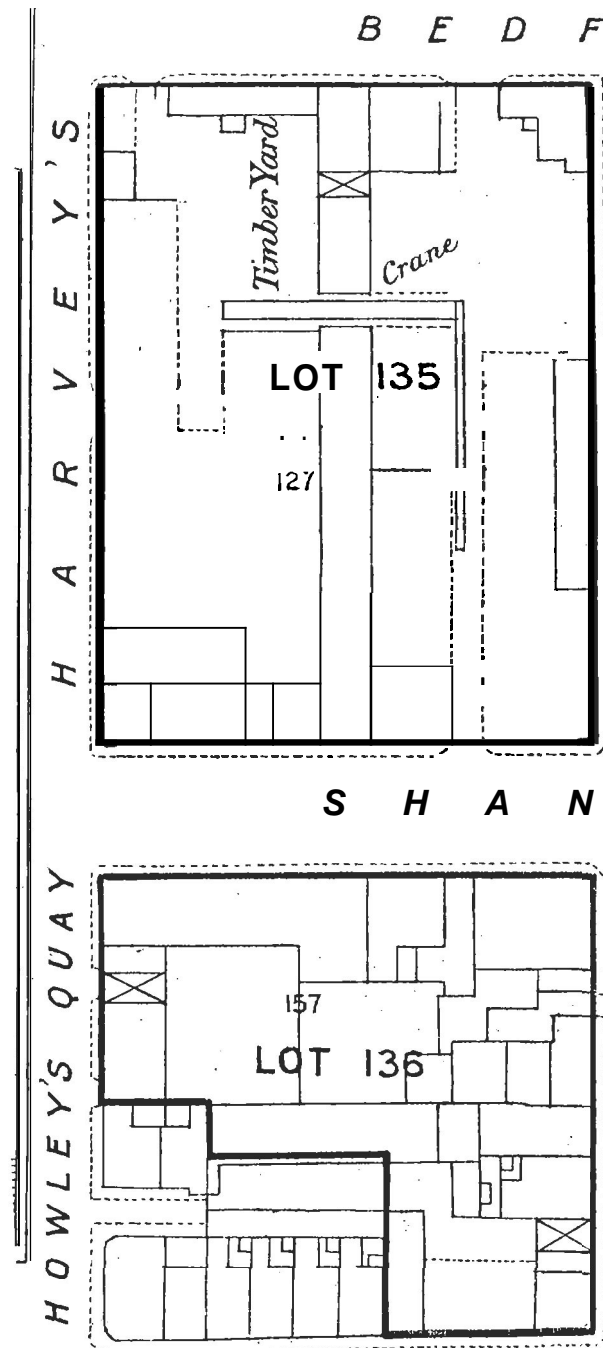 B E D F
HARVEY'S
Timber Yard
Crane
LOT 135
127
S H A N
HOWLEY'S QUAY
157
LOT 136